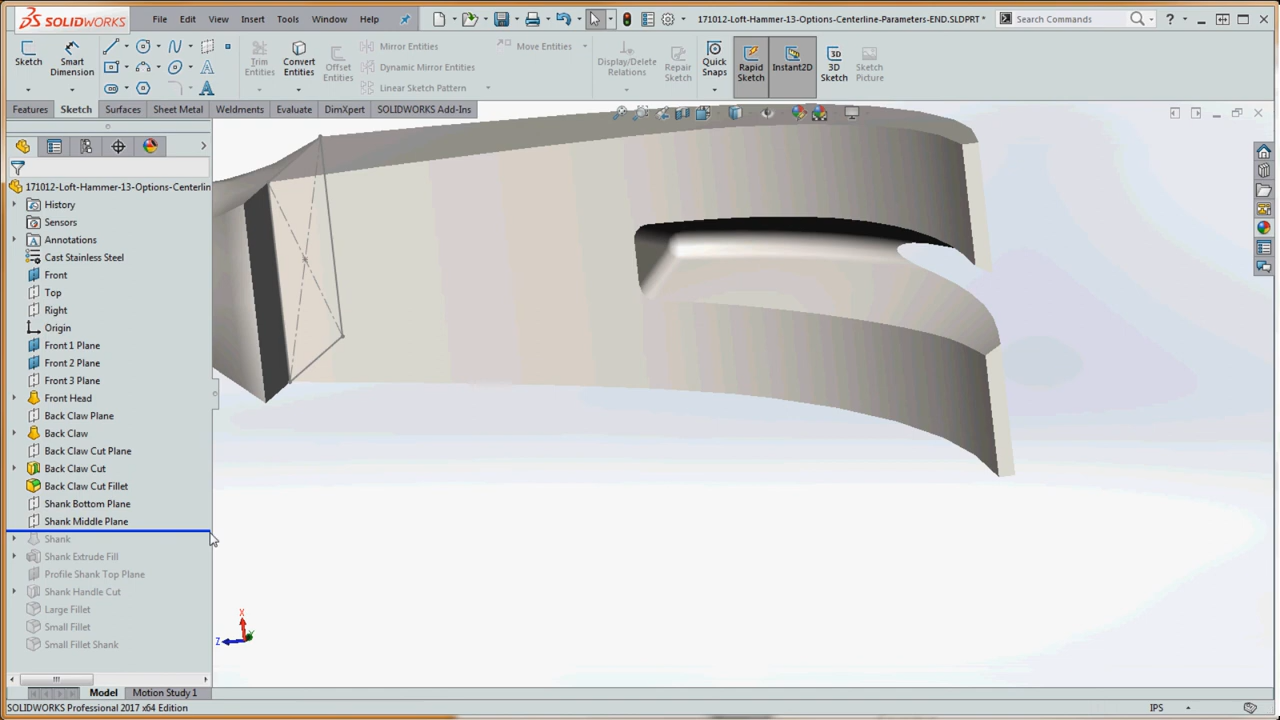 SOLIDWORKS File Edit View Insert Tools Window Help 171012-Loft-Hammer-13-Options-Centerline-Parameters-END.SLDPRT * Search Commands ?
Sketch
Smart Dimension
Trim Entities
Convert Entities
Offset Entities
Mirror Entities
Dynamic Mirror Entities
Linear Sketch Pattern
Move Entities
Display/Delete Relations
Repair Sketch
Quick Snaps
Rapid Sketch
Instant2D
3D Sketch
Sketch Picture
Features Sketch Surfaces Sheet Metal Weldments Evaluate DimXpert SOLIDWORKS Add-Ins
171012-Loft-Hammer-13-Options-Centerlin
History
Sensors
Annotations
Cast Stainless Steel
Front
Top
Right
Origin
Front 1 Plane
Front 2 Plane
Front 3 Plane
Front Head
Back Claw Plane
Back Claw
Back Claw Cut Plane
Back Claw Cut
Back Claw Cut Fillet
Shank Bottom Plane
Shank Middle Plane
Shank
Shank Extrude Fill
Profile Shank Top Plane
Shank Handle Cut
Large Fillet
Small Fillet
Small Fillet Shank
X
Y
Z
Model Motion Study 1
SOLIDWORKS Professional 2017 x64 Edition IPS